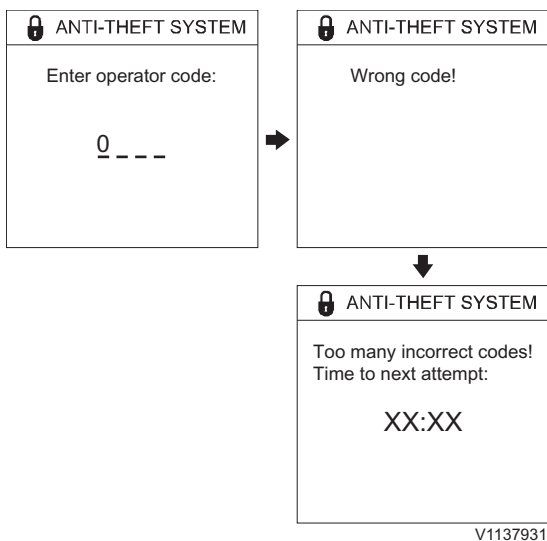 ANTI-THEFT SYSTEM
Enter operator code:
0 _ _ _
ANTI-THEFT SYSTEM
Wrong code!
ANTI-THEFT SYSTEM
Too many incorrect codes!
Time to next attempt:
XX:XX
V1137931